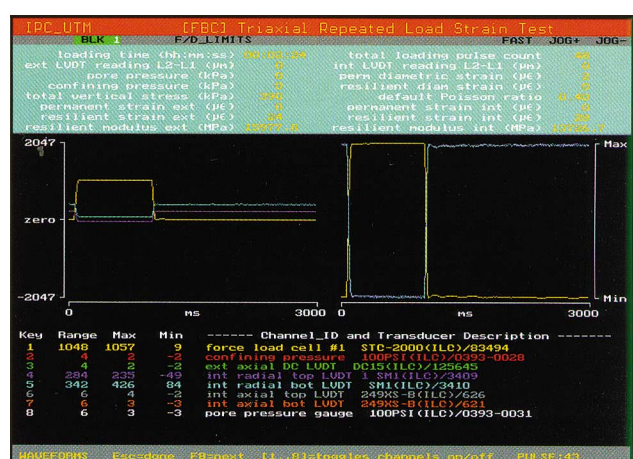 IPC_UTM [FBC] Triaxial Repeated Load Strain Test
BLK 1 F/D_LIMITS FAST JOG+ JOG-
loading time (hh:mm:ss) total loading pulse count
ext LVDT reading L2-L1 (µm) int LVDT reading L2-L1 (µm)
pore pressure (kPa) perm diametric strain (µε)
confining pressure (kPa) resilient diam strain (µε)
total vertical stress (kPa) default Poisson ratio
permanent strain ext (µε) permanent strain int (µε)
resilient strain ext (µε) resilient strain int (µε)
resilient modulus ext (MPa) resilient modulus int (MPa)
2047 Max
zero
-2047 Min
0 ms 3000 0 ms 3000
Key Range Max Min ------ Channel_ID and Transducer Description -------
1 1048 1057 9 force load cell #1 STC-2000(ILC)/83494
2 4 2 -2 confining pressure 100PSI(ILC)/0393-0028
3 4 2 -2 ext axial DC LVDT DC15(ILC)/125645
4 284 235 -49 int radial top LVDT 1 SM1(ILC)/3409
5 342 426 84 int radial bot LVDT SM1(ILC)/3410
6 6 4 -2 int axial top LVDT 249XS-B(ILC)/626
7 6 3 -3 int axial bot LVDT 249XS-B(ILC)/621
8 6 3 -3 pore pressure gauge 100PSI(ILC)/0393-0031
WAVEFORMS Esc=done F8=next [1..8]=toggles channels on/off PULSE:43